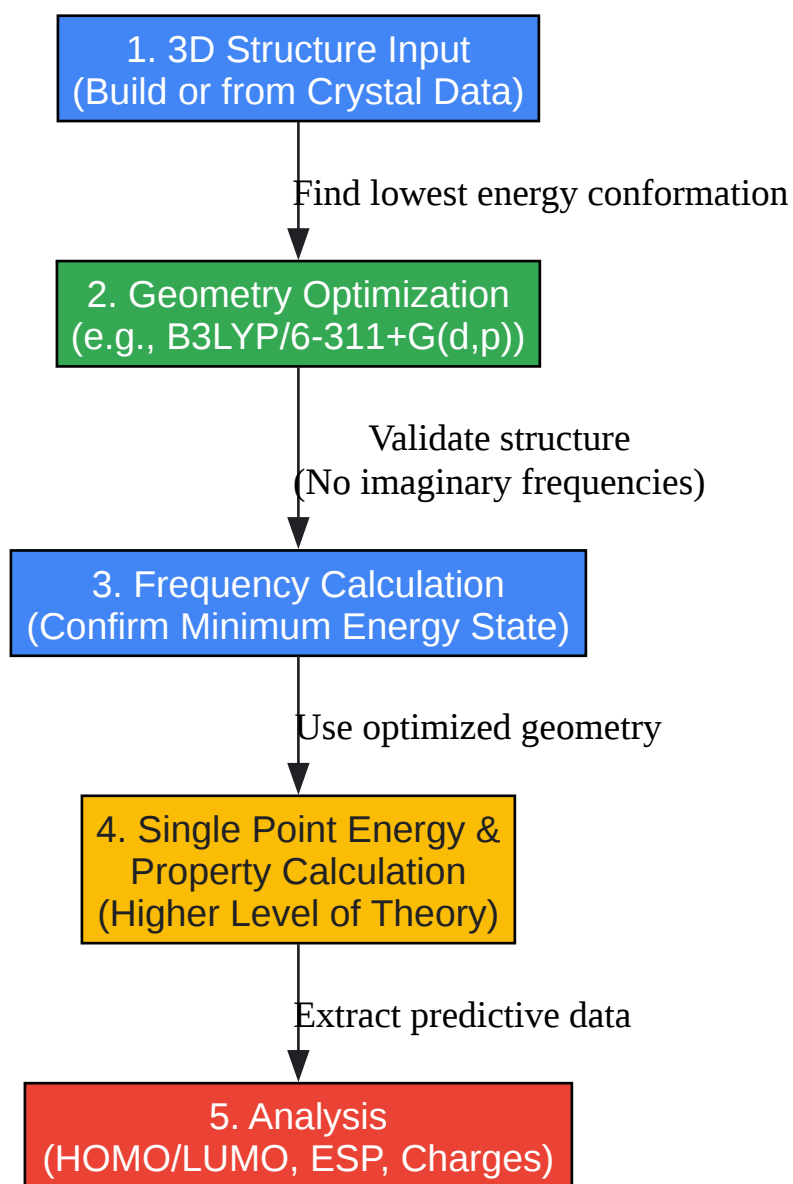 1. 3D Structure Input
(Build or from Crystal Data)
Find lowest energy conformation
2. Geometry Optimization
(e.g., B3LYP/6-311+G(d,p))
Validate structure
(No imaginary frequencies)
3. Frequency Calculation
(Confirm Minimum Energy State)
Use optimized geometry
4. Single Point Energy &
Property Calculation
(Higher Level of Theory)
Extract predictive data
5. Analysis
(HOMO/LUMO, ESP, Charges)